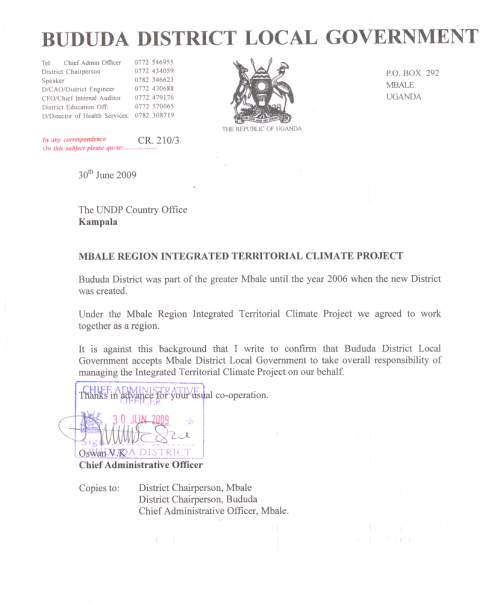 BUDUDA DISTRICT LOCAL GOVERNMENT
Tel: Chief Admin Officer 0772 546955
District Chairperson 0772 434059
Speaker 0782 346623
D/CAO/District Engineer 0772 430688
CFO/Chief Internal Auditor 0772 479176
District Education Off: 0772 570065
D/Director of Health Services: 0782 308719
P.O. BOX 292
MBALE
UGANDA
THE REPUBLIC OF UGANDA
In any correspondence
On this subject please quote:
CR. 210/3
30th June 2009
The UNDP Country Office
Kampala
MBALE REGION INTEGRATED TERRITORIAL CLIMATE PROJECT
Bududa District was part of the greater Mbale until the year 2006 when the new District
was created.
Under the Mbale Region Integrated Territorial Climate Project we agreed to work
together as a region.
It is against this background that I write to confirm that Bududa District Local
Government accepts Mbale District Local Government to take overall responsibility of
managing the Integrated Territorial Climate Project on our behalf.
CHIEF ADMINISTRATIVE
OFFICER
Thanks in advance for your usual co-operation.
30 JUN 2009
DISTRICT
Chief Administrative Officer
Copies to: District Chairperson, Mbale
District Chairperson, Bududa
Chief Administrative Officer, Mbale.